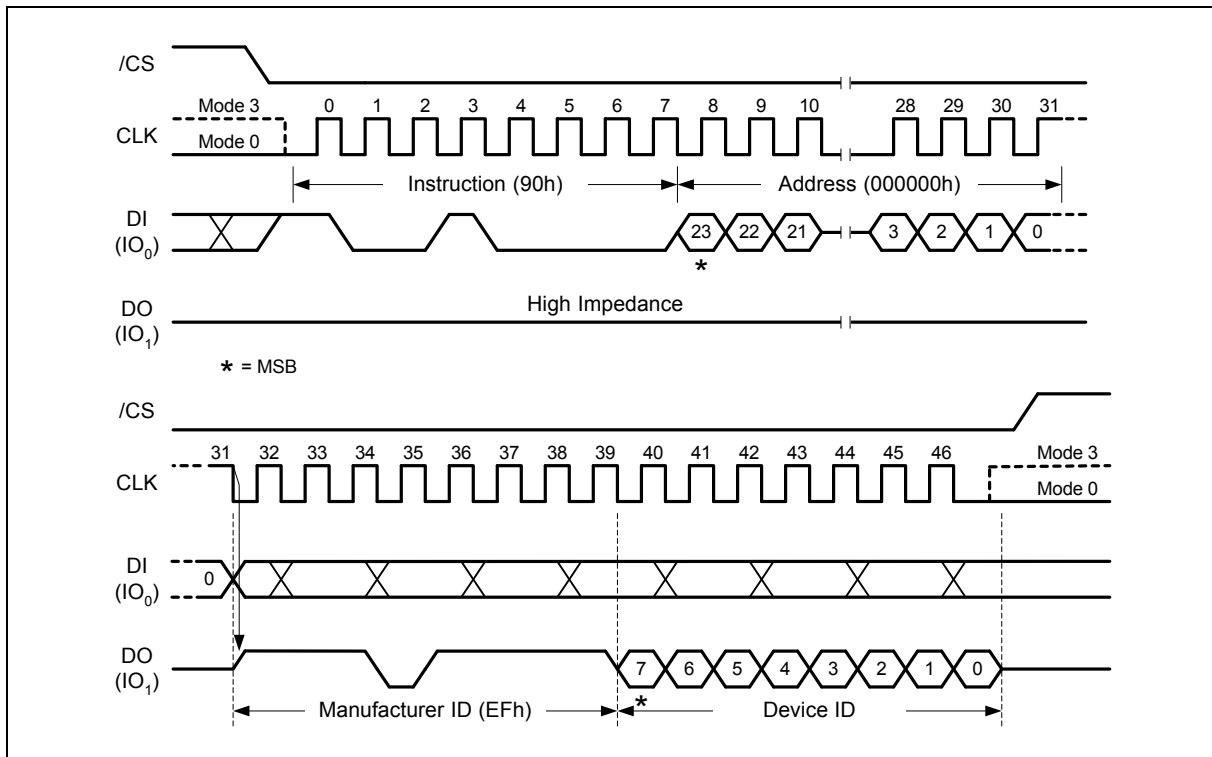 /CS
Mode 3 0 1 2 3 4 5 6 7 8 9 10 28 29 30 31
CLK Mode 0
Instruction (90h) Address (000000h)
DI
(IO0) 23 22 21 3 2 1 0
*
High Impedance
DO
(IO1)
* = MSB
/CS
31 32 33 34 35 36 37 38 39 40 41 42 43 44 45 46 Mode 3
CLK Mode 0
DI
(IO0) 0
DO
(IO1) 7 6 5 4 3 2 1 0
*
Manufacturer ID (EFh) Device ID